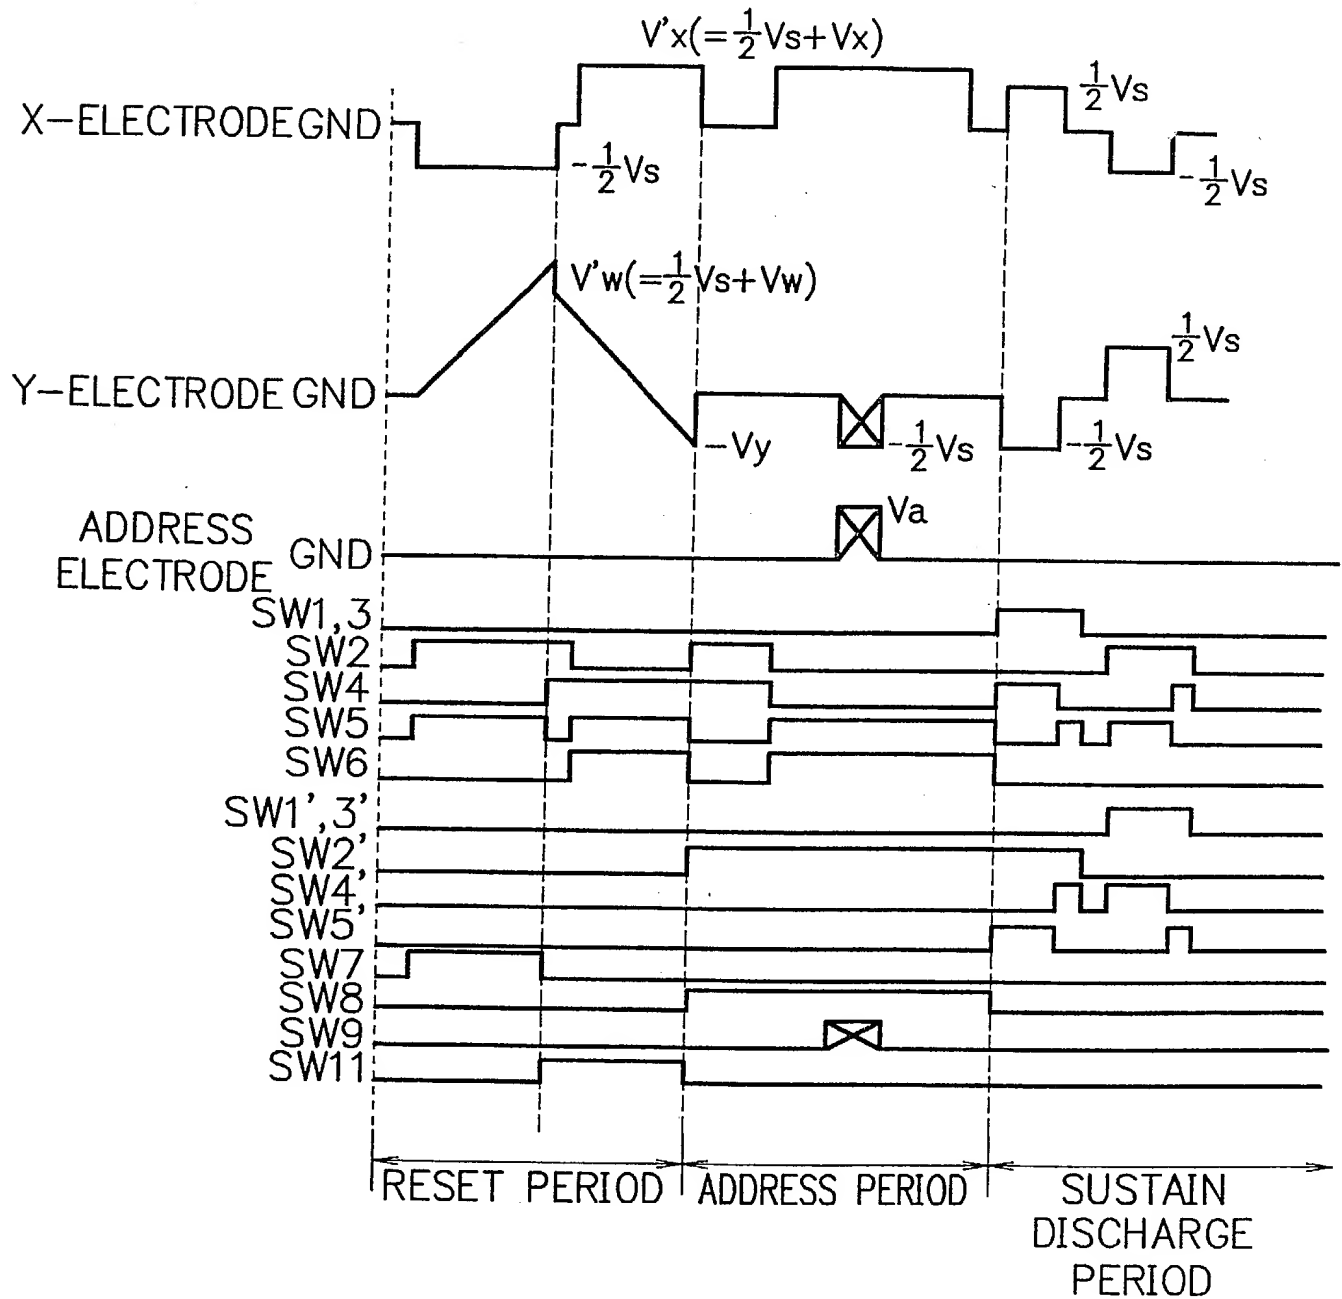 V'x(=1/2Vs+Vx)
1/2Vs
X-ELECTRODE GND
-1/2Vs
-1/2Vs
V'w(=1/2Vs+Vw)
1/2Vs
Y-ELECTRODE GND
-Vy
-1/2Vs
-1/2Vs
Va
ADDRESS
ELECTRODE
GND
SW1,3
SW2
SW4
SW5
SW6
SW1',3'
SW2'
SW4'
SW5'
SW7
SW8
SW9
SW11
RESET PERIOD
ADDRESS PERIOD
SUSTAIN
DISCHARGE
PERIOD